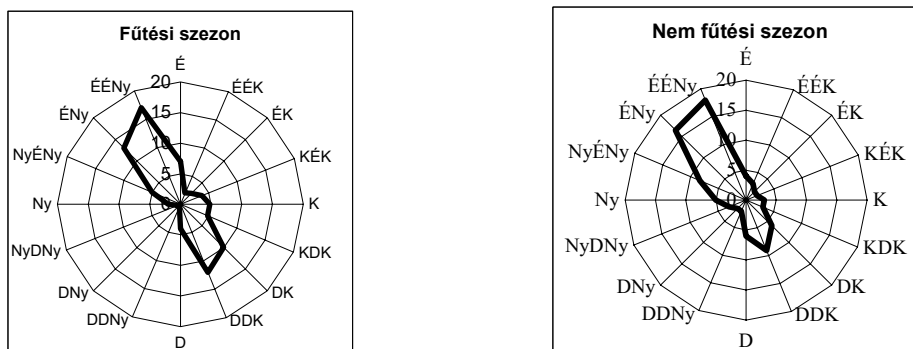 Fűtési szezon
É
ÉÉK
ÉK
KÉK
K
KDK
DK
DDK
D
DDNy
DNy
NyDNy
Ny
NyÉNy
ÉNy
ÉÉNy
20
15
10
5
0
Nem fűtési szezon
É
ÉÉK
ÉK
KÉK
K
KDK
DK
DDK
D
DDNy
DNy
NyDNy
Ny
NyÉNy
ÉNy
ÉÉNy
20
15
10
5
0